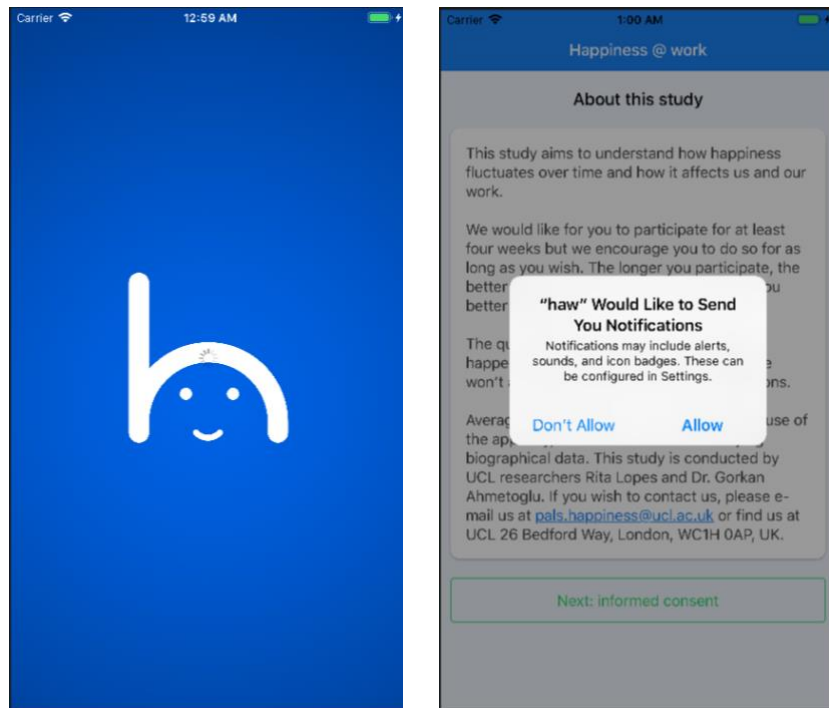 Carrier 12:59 AM
h
Carrier 1:00 AM
Happiness @ work
About this study
This study aims to understand how happiness
fluctuates over time and how it affects us and our
work.
We would like for you to participate for at least
four weeks but we encourage you to do so for as
long as you wish. The longer you participate, the
better
better
"haw" Would Like to Send
You Notifications
Notifications may include alerts,
sounds, and icon badges. These can
be configured in Settings.
Don't Allow Allow
The
happe
won't
Averag use of
the
biographical data. This study is conducted by
UCL researchers Rita Lopes and Dr. Gorkan
Ahmetoglu. If you wish to contact us, please e-
mail us at pals.happiness@ucl.ac.uk or find us at
UCL 26 Bedford Way, London, WC1H 0AP, UK.
Next: informed consent